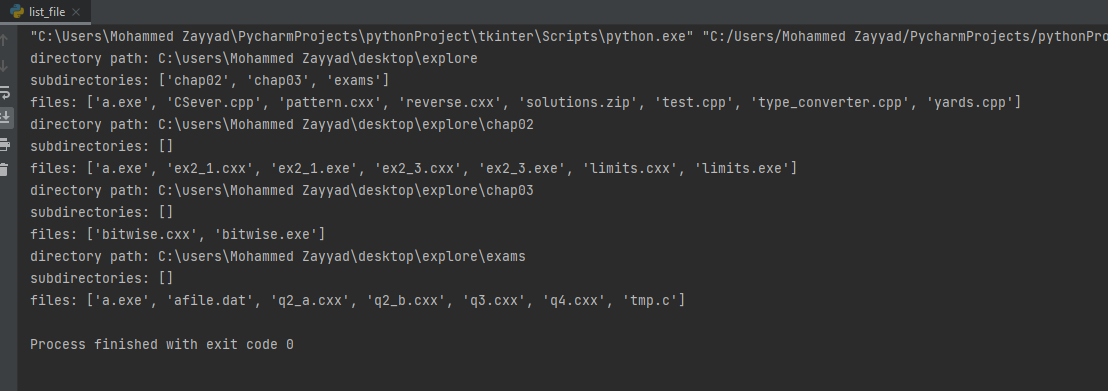 list_file
"C:\Users\Mohammed Zayyad\PycharmProjects\pythonProject\tkinter\Scripts\python.exe" "C:/Users/Mohammed Zayyad/PycharmProjects/pythonPro
directory path: C:\users\Mohammed Zayyad\desktop\explore
subdirectories: ['chap02', 'chap03', 'exams']
files: ['a.exe', 'CSever.cpp', 'pattern.cxx', 'reverse.cxx', 'solutions.zip', 'test.cpp', 'type_converter.cpp', 'yards.cpp']
directory path: C:\users\Mohammed Zayyad\desktop\explore\chap02
subdirectories: []
files: ['a.exe', 'ex2_1.cxx', 'ex2_1.exe', 'ex2_3.cxx', 'ex2_3.exe', 'limits.cxx', 'limits.exe']
directory path: C:\users\Mohammed Zayyad\desktop\explore\chap03
subdirectories: []
files: ['bitwise.cxx', 'bitwise.exe']
directory path: C:\users\Mohammed Zayyad\desktop\explore\exams
subdirectories: []
files: ['a.exe', 'afile.dat', 'q2_a.cxx', 'q2_b.cxx', 'q3.cxx', 'q4.cxx', 'tmp.c']
Process finished with exit code 0